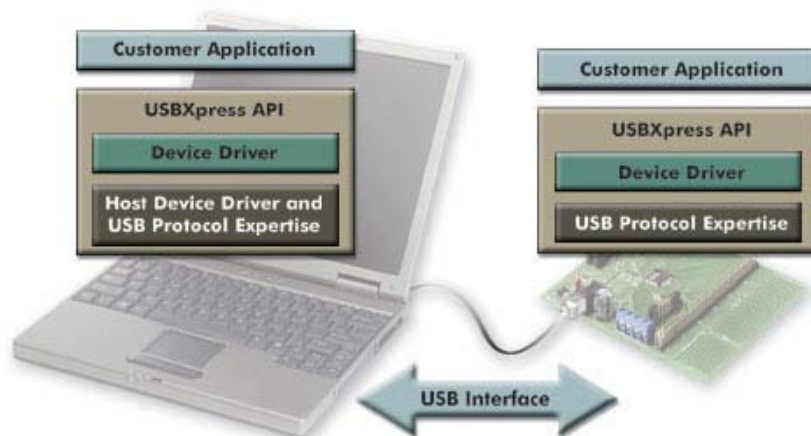 Customer Application
USBXpress API
Device Driver
Host Device Driver and
USB Protocol Expertise
Customer Application
USBXpress API
Device Driver
USB Protocol Expertise
USB Interface